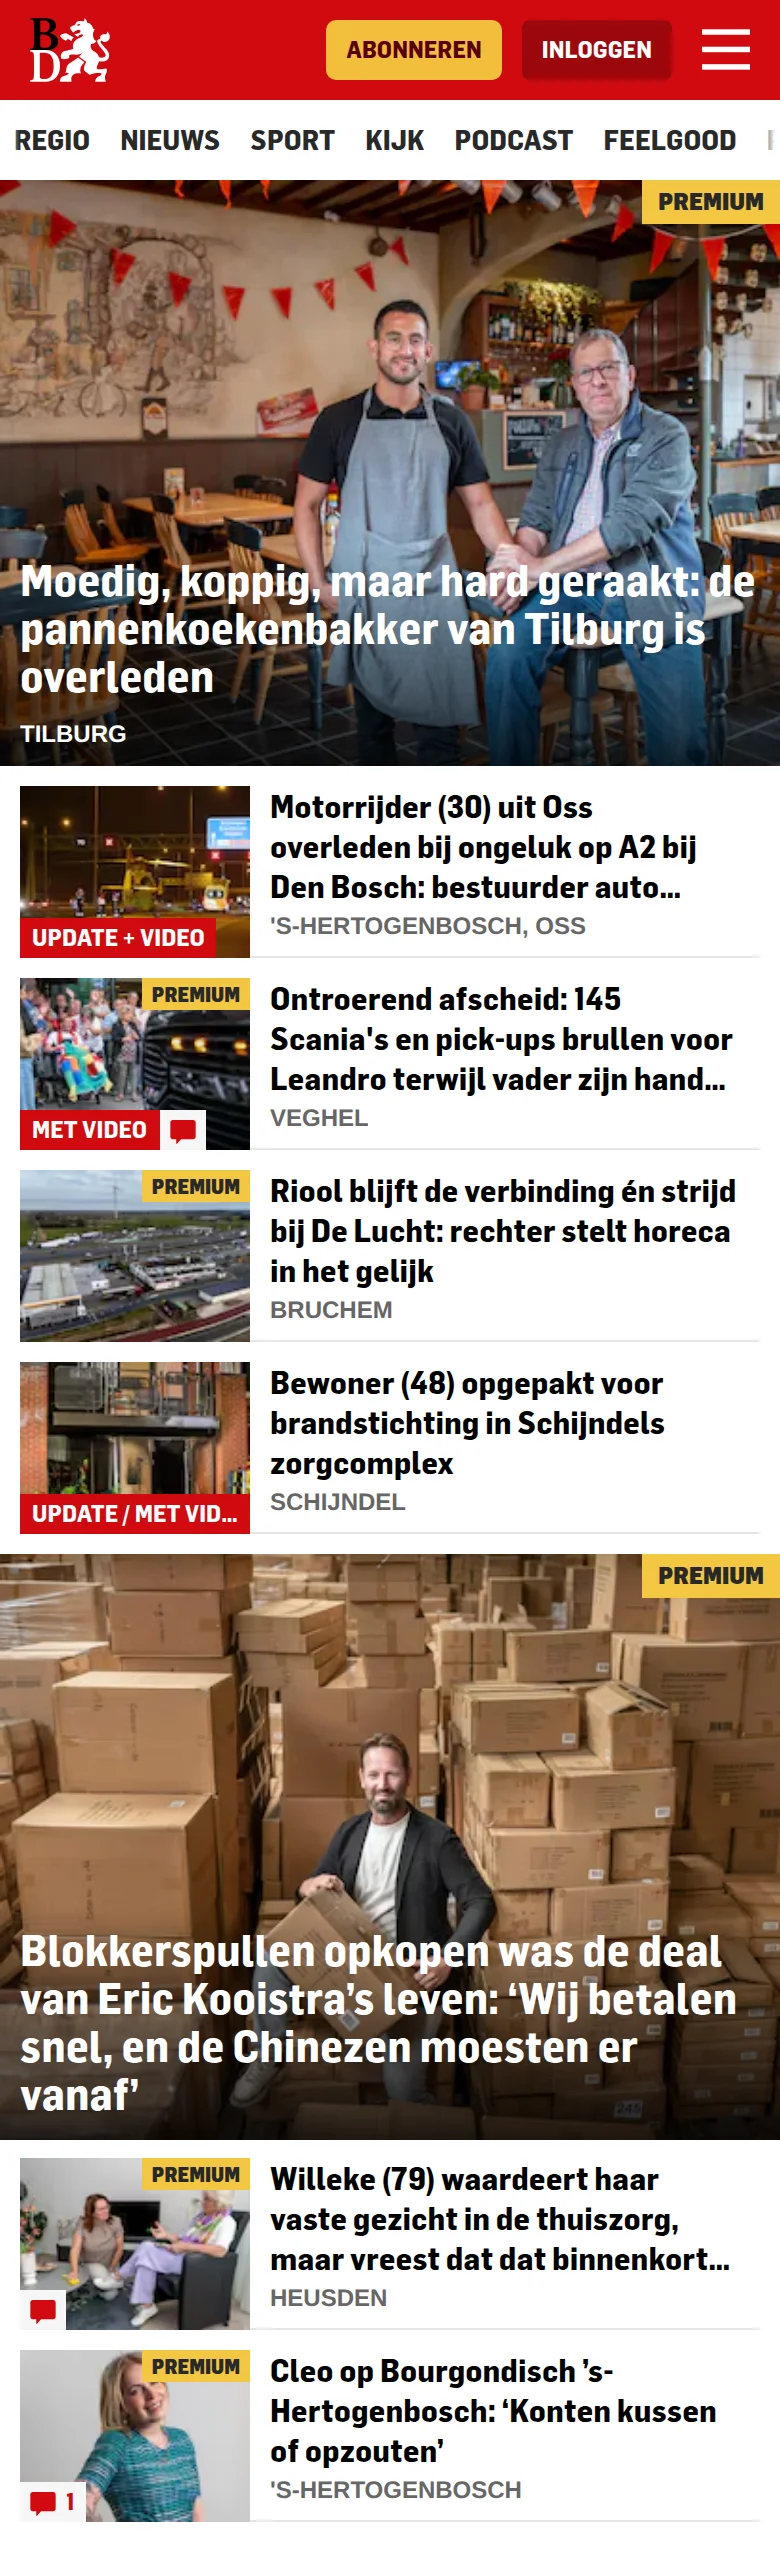 BD
ABONNEREN
INLOGGEN
REGIO NIEUWS SPORT KIJK PODCAST FEELGOOD
PREMIUM
Moedig, koppig, maar hard geraakt: de
pannenkoekenbakker van Tilburg is
overleden
TILBURG
Motorrijder (30) uit Oss
overleden bij ongeluk op A2 bij
Den Bosch: bestuurder auto...
'S-HERTOGENBOSCH, OSS
UPDATE + VIDEO
PREMIUM
Ontroerend afscheid: 145
Scania's en pick-ups brullen voor
Leandro terwijl vader zijn hand...
VEGHEL
MET VIDEO
PREMIUM
Riool blijft de verbinding én strijd
bij De Lucht: rechter stelt horeca
in het gelijk
BRUCHEM
Bewoner (48) opgepakt voor
brandstichting in Schijndels
zorgcomplex
SCHIJNDEL
UPDATE / MET VID...
PREMIUM
Blokkerspullen opkopen was de deal
van Eric Kooistra’s leven: ‘Wij betalen
snel, en de Chinezen moesten er
vanaf’
PREMIUM
Willeke (79) waardeert haar
vaste gezicht in de thuiszorg,
maar vreest dat dat binnenkort...
HEUSDEN
PREMIUM
Cleo op Bourgondisch ’s-
Hertogenbosch: ‘Konten kussen
of opzouten’
'S-HERTOGENBOSCH
1